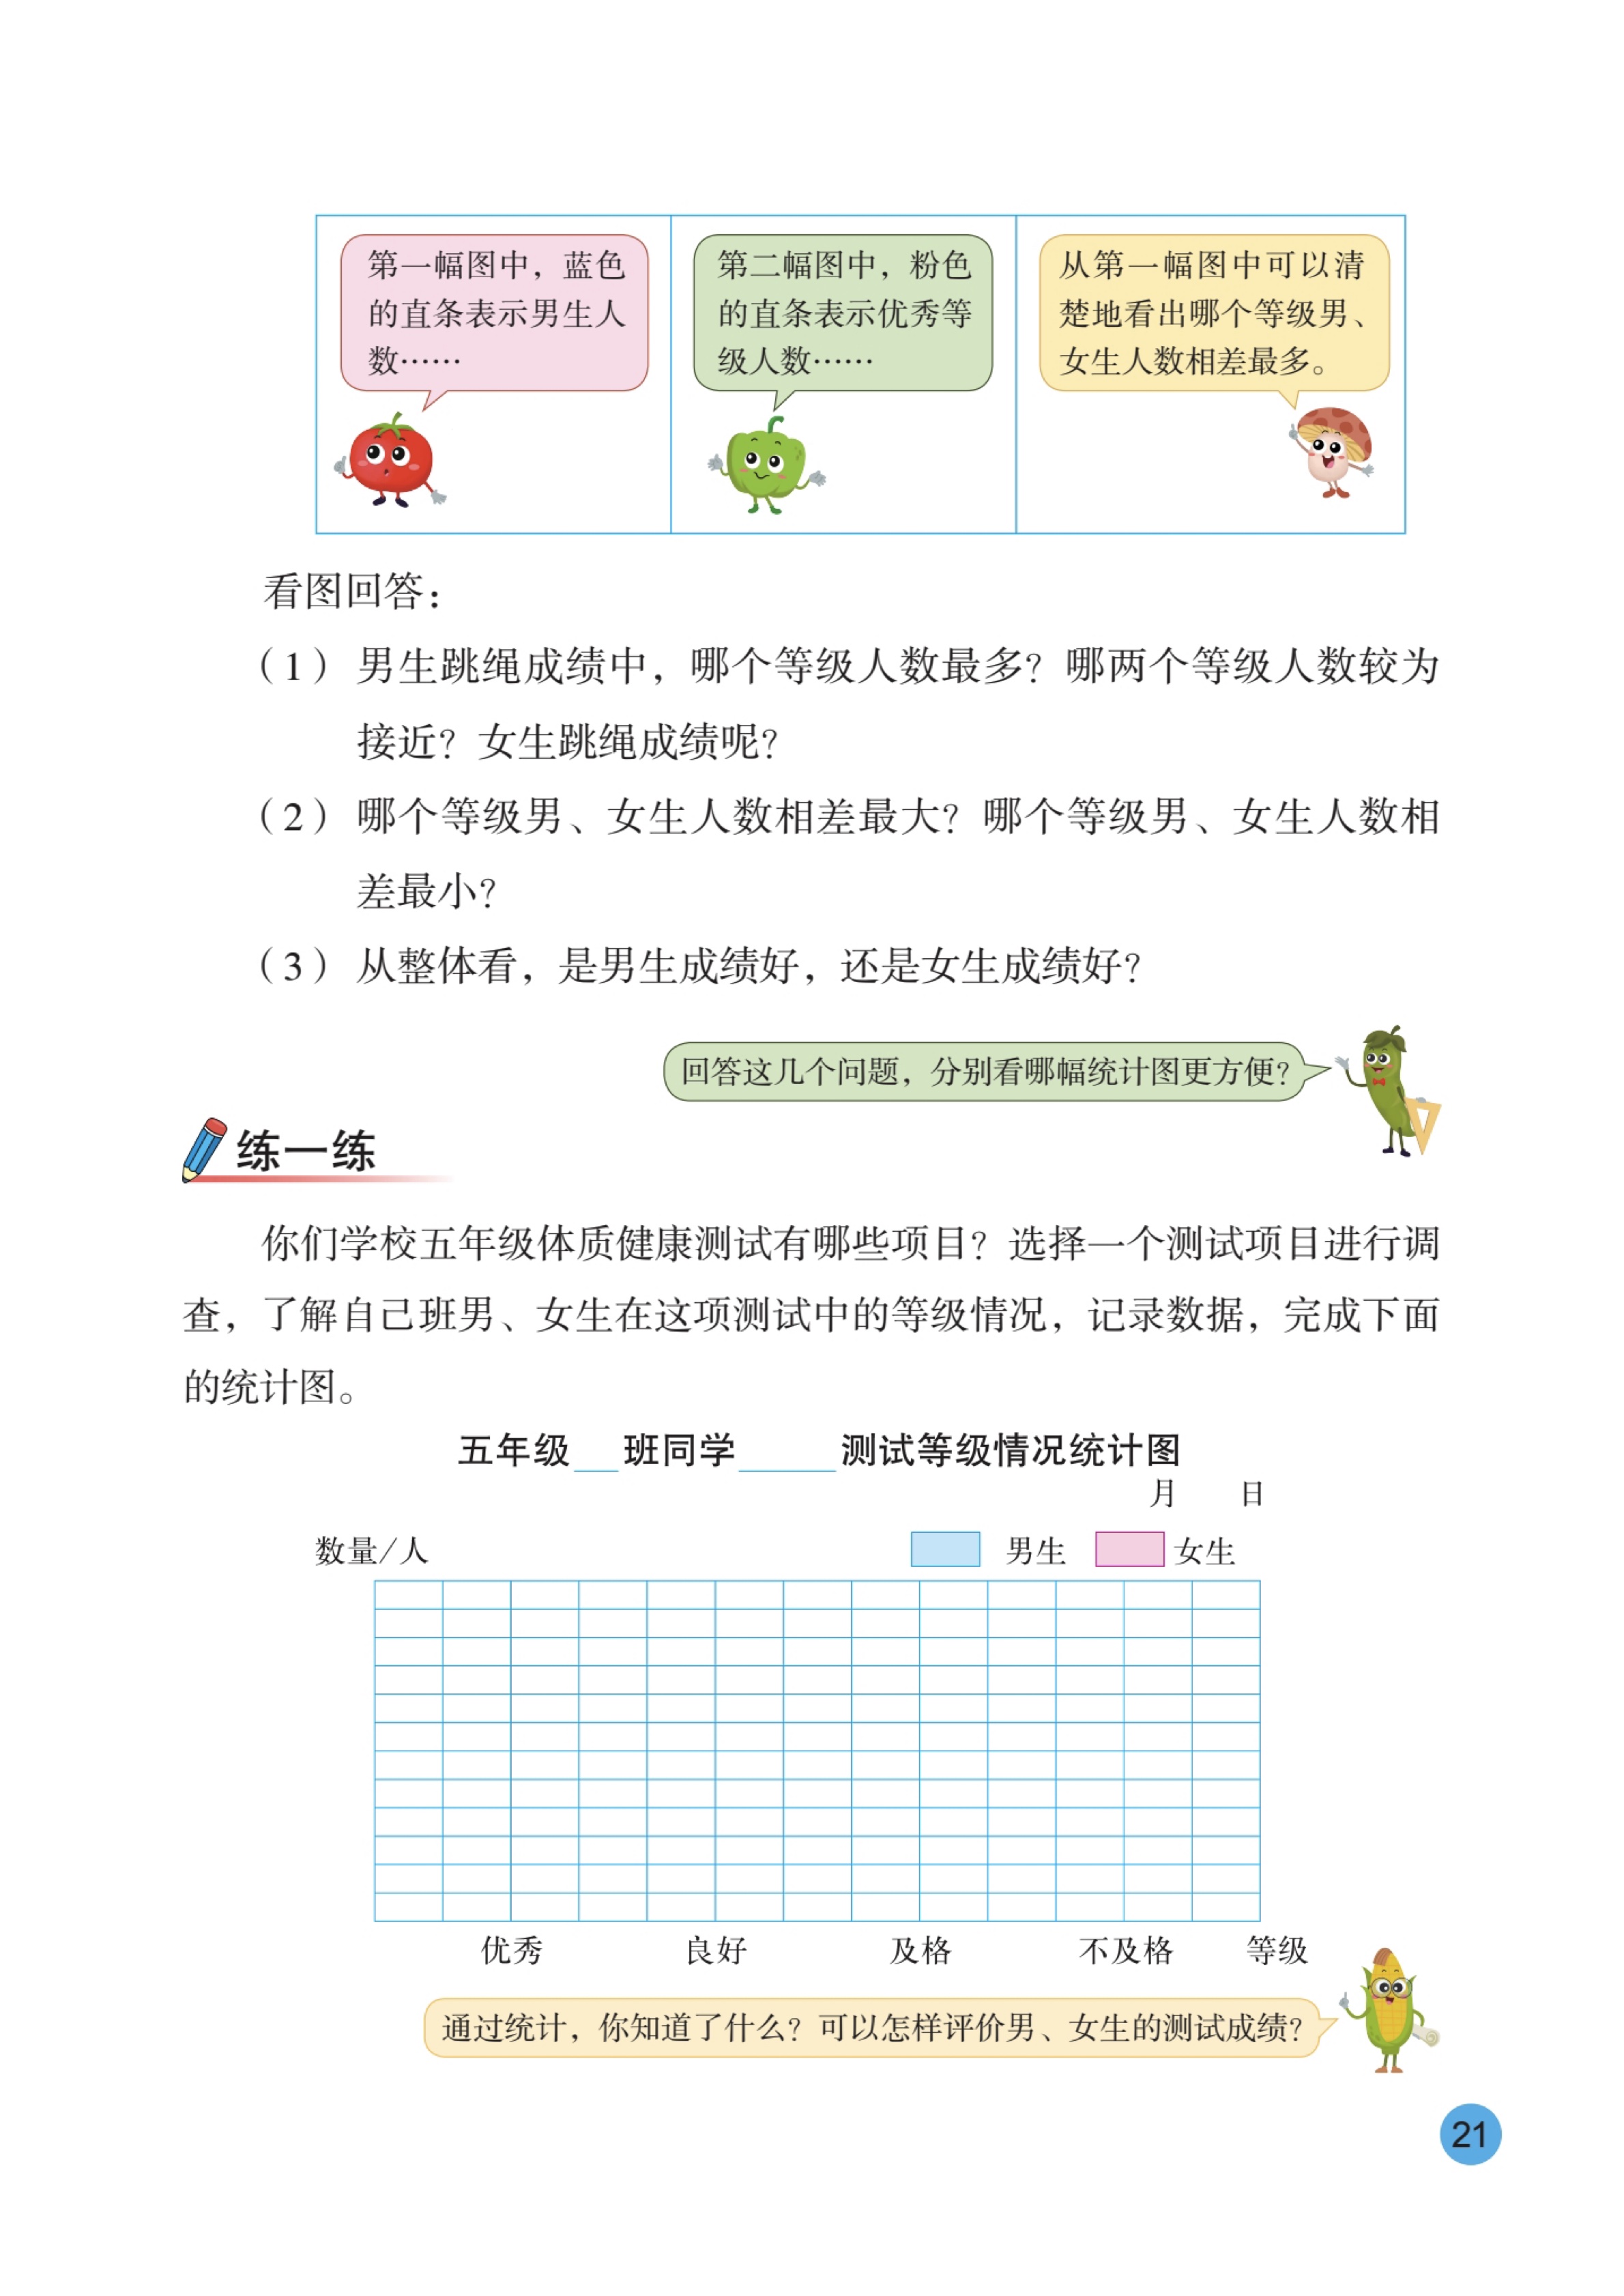 第一幅图中，蓝色
的直条表示男生人
数……
第二幅图中，粉色
的直条表示优秀等
级人数……
从第一幅图中可以清
楚地看出哪个等级男、
女生人数相差最多。
看图回答：
（1） 男生跳绳成绩中，哪个等级人数最多？哪两个等级人数较为
接近？女生跳绳成绩呢？
（2） 哪个等级男、女生人数相差最大？哪个等级男、女生人数相
差最小？
（3） 从整体看，是男生成绩好，还是女生成绩好？
回答这几个问题，分别看哪幅统计图更方便？
练一练
你们学校五年级体质健康测试有哪些项目？选择一个测试项目进行调
查，了解自己班男、女生在这项测试中的等级情况，记录数据，完成下面
的统计图。
五年级__班同学____测试等级情况统计图
月 日
数量/人 男生 女生
优秀 良好 及格 不及格 等级
通过统计，你知道了什么？可以怎样评价男、女生的测试成绩？
21